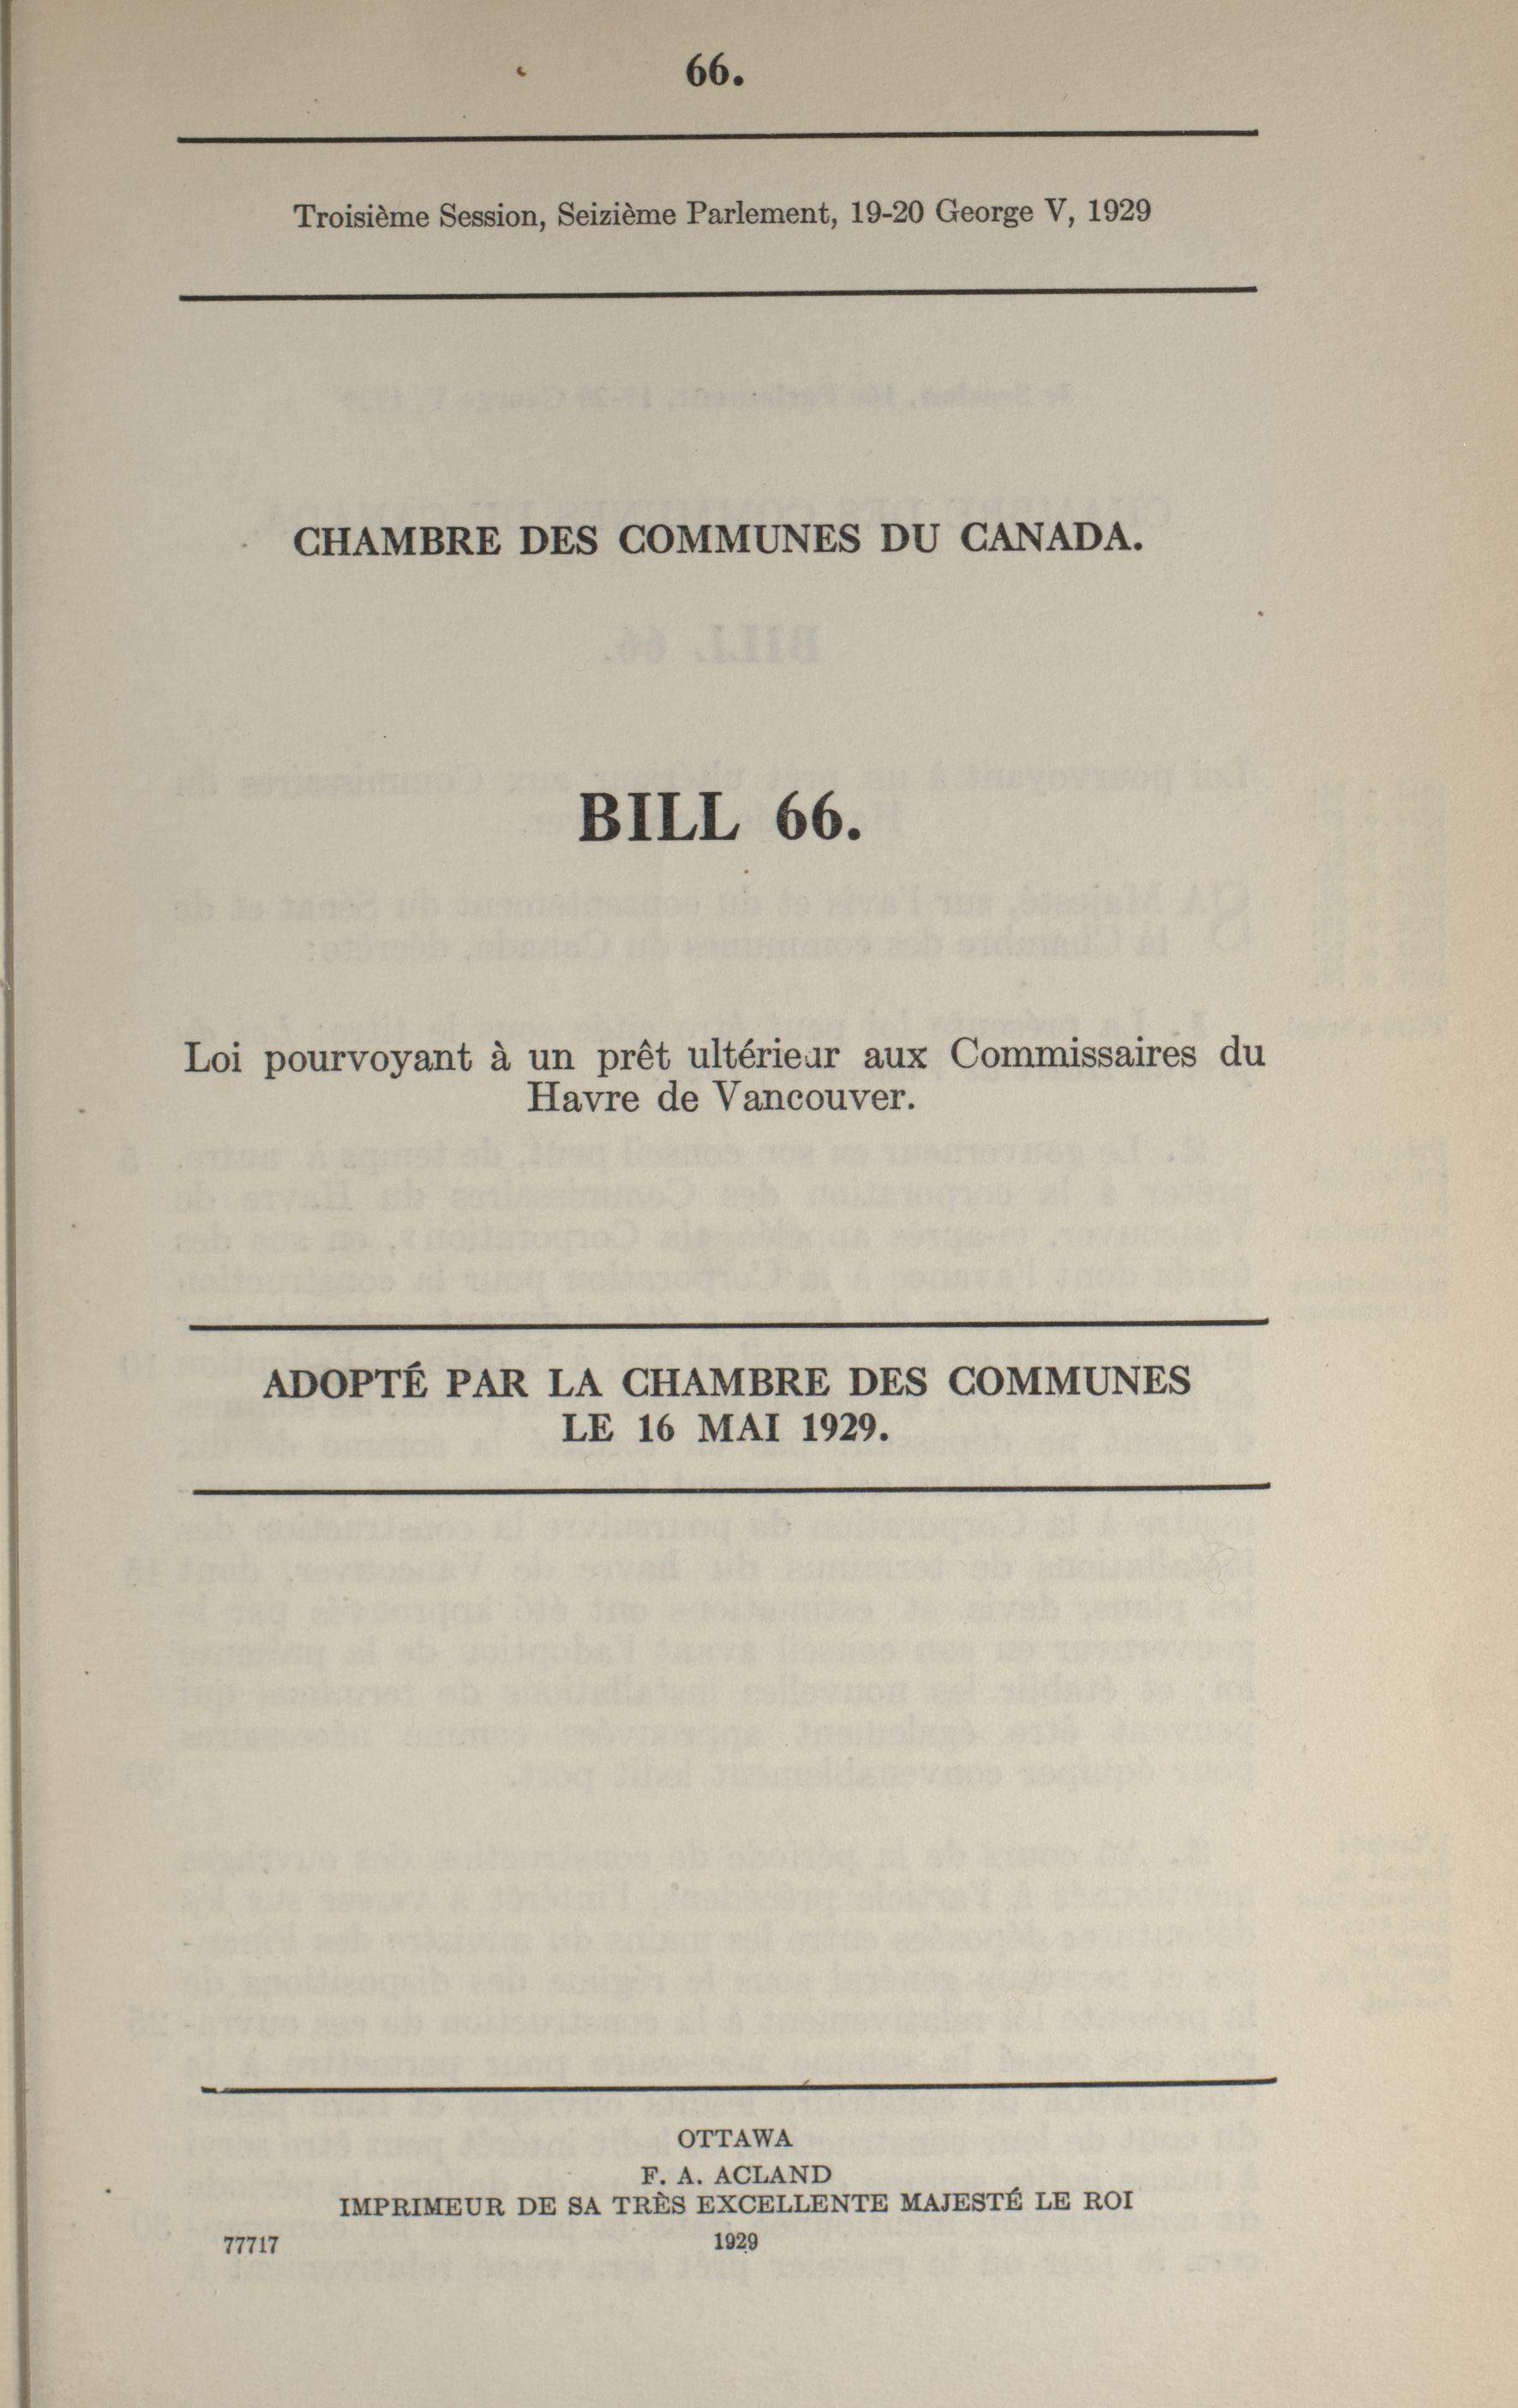 66.
Troisième Session, Seizième Parlement, 19-20 George V, 1929
CHAMBRE DES COMMUNES DU CANADA.
BILL 66.
Loi pourvoyant à un prêt ultérieur aux Commissaires du
Havre de Vancouver.
ADOPTÉ PAR LA CHAMBRE DES COMMUNES
LE 16 MAI 1929.
OTTAWA
F. A. ACLAND
IMPRIMEUR DE SA TRÈS EXCELLENTE MAJESTÉ LE ROI
77717 1929